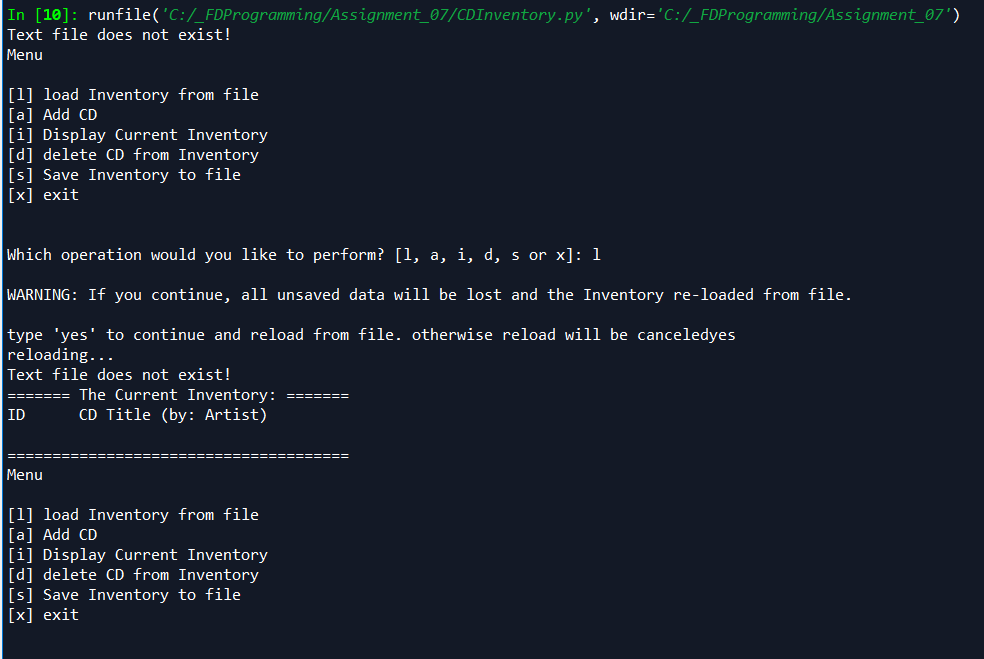 In [10]: runfile('C:/_FDProgramming/Assignment_07/CDInventory.py', wdir='C:/_FDProgramming/Assignment_07')
Text file does not exist!
Menu
[l] load Inventory from file
[a] Add CD
[i] Display Current Inventory
[d] delete CD from Inventory
[s] Save Inventory to file
[x] exit
Which operation would you like to perform? [l, a, i, d, s or x]: l
WARNING: If you continue, all unsaved data will be lost and the Inventory re-loaded from file.
type 'yes' to continue and reload from file. otherwise reload will be canceledyes
reloading...
Text file does not exist!
======= The Current Inventory: =======
ID      CD Title (by: Artist)
======================================
Menu
[l] load Inventory from file
[a] Add CD
[i] Display Current Inventory
[d] delete CD from Inventory
[s] Save Inventory to file
[x] exit